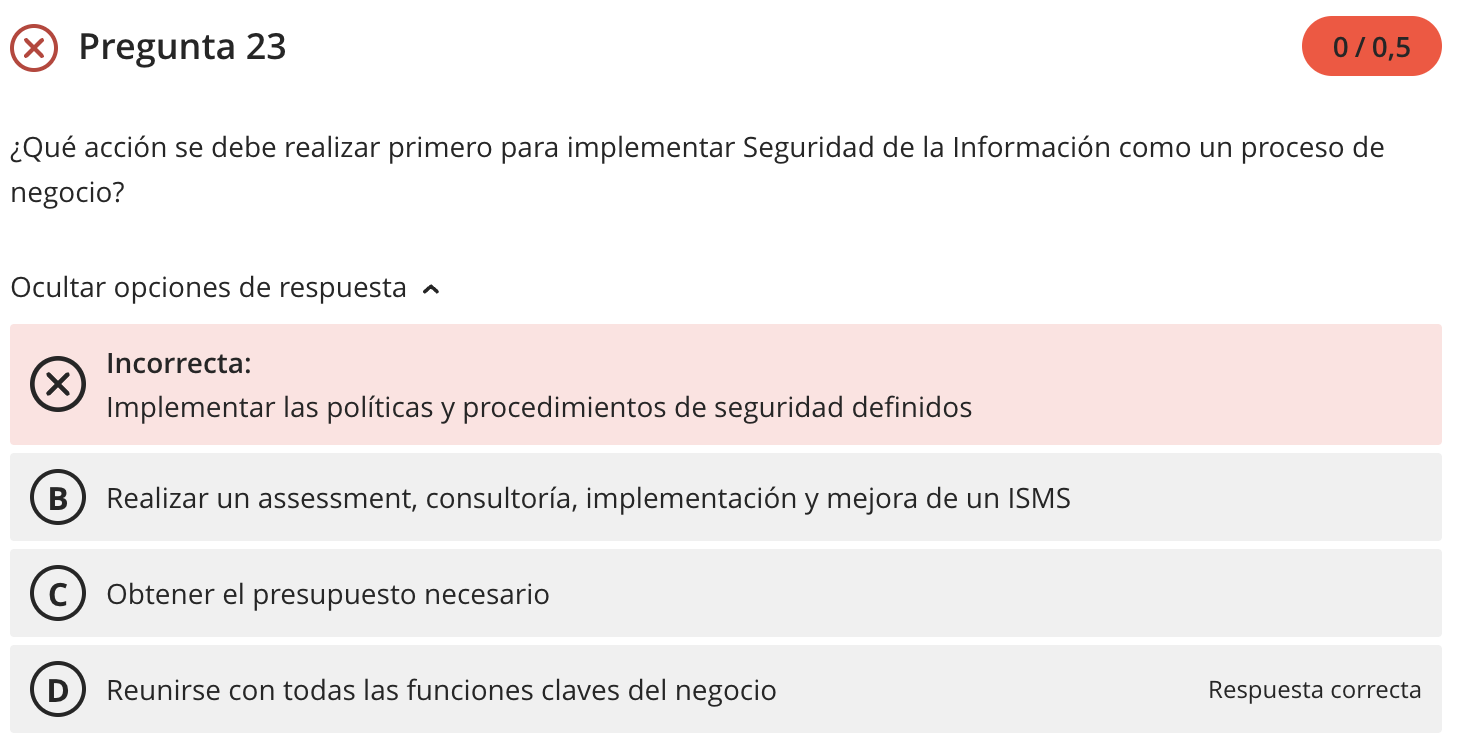 Pregunta 23
0 / 0,5
¿Qué acción se debe realizar primero para implementar Seguridad de la Información como un proceso de
negocio?
Ocultar opciones de respuesta
Incorrecta:
Implementar las políticas y procedimientos de seguridad definidos
B Realizar un assessment, consultoría, implementación y mejora de un ISMS
C Obtener el presupuesto necesario
D Reunirse con todas las funciones claves del negocio Respuesta correcta